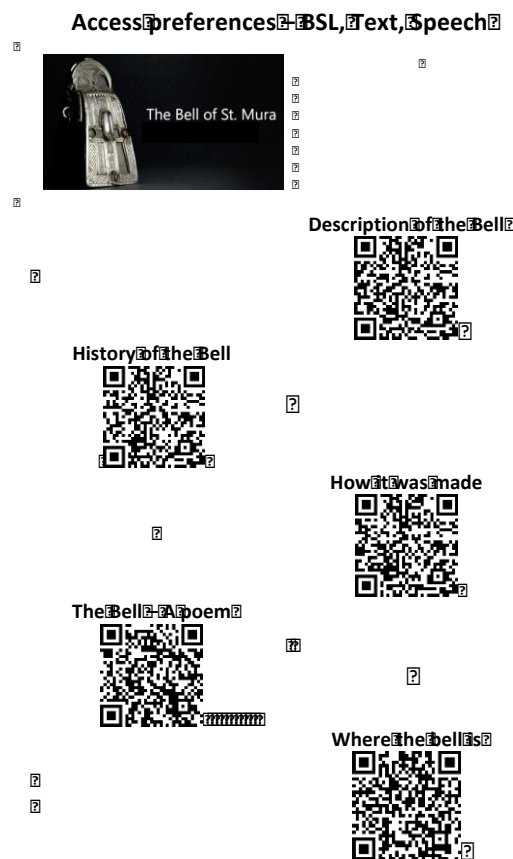 Access preferences – BSL, Text, Speech
The Bell of St. Mura
Description of the Bell
History of the Bell
How it was made
The Bell – A poem
Where the bell is